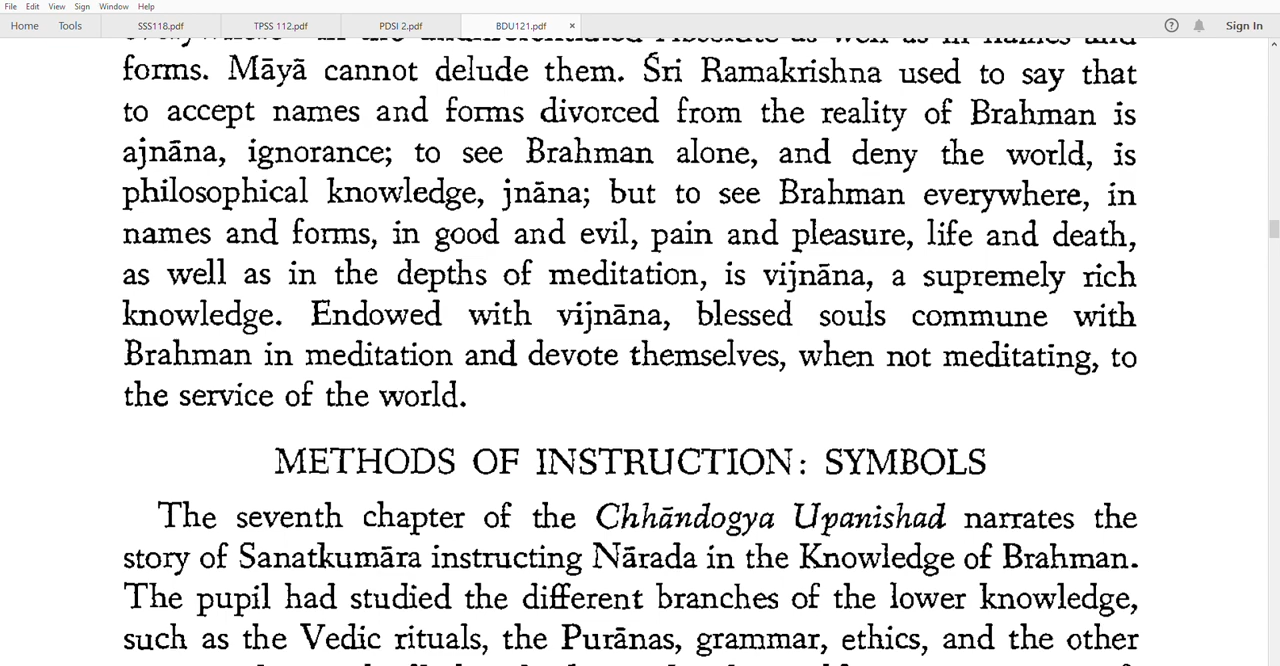 File Edit View Sign Window Help
Home Tools SSS118.pdf TPSS 112.pdf PDSI 2.pdf BDU121.pdf × ? Sign In
forms. Māyā cannot delude them. Śri Ramakrishna used to say that
to accept names and forms divorced from the reality of Brahman is
ajnāna, ignorance; to see Brahman alone, and deny the world, is
philosophical knowledge, jnāna; but to see Brahman everywhere, in
names and forms, in good and evil, pain and pleasure, life and death,
as well as in the depths of meditation, is vijnāna, a supremely rich
knowledge. Endowed with vijnāna, blessed souls commune with
Brahman in meditation and devote themselves, when not meditating, to
the service of the world.
METHODS OF INSTRUCTION: SYMBOLS
The seventh chapter of the Chhāndogya Upanishad narrates the
story of Sanatkumāra instructing Nārada in the Knowledge of Brahman.
The pupil had studied the different branches of the lower knowledge,
such as the Vedic rituals, the Purānas, grammar, ethics, and the other